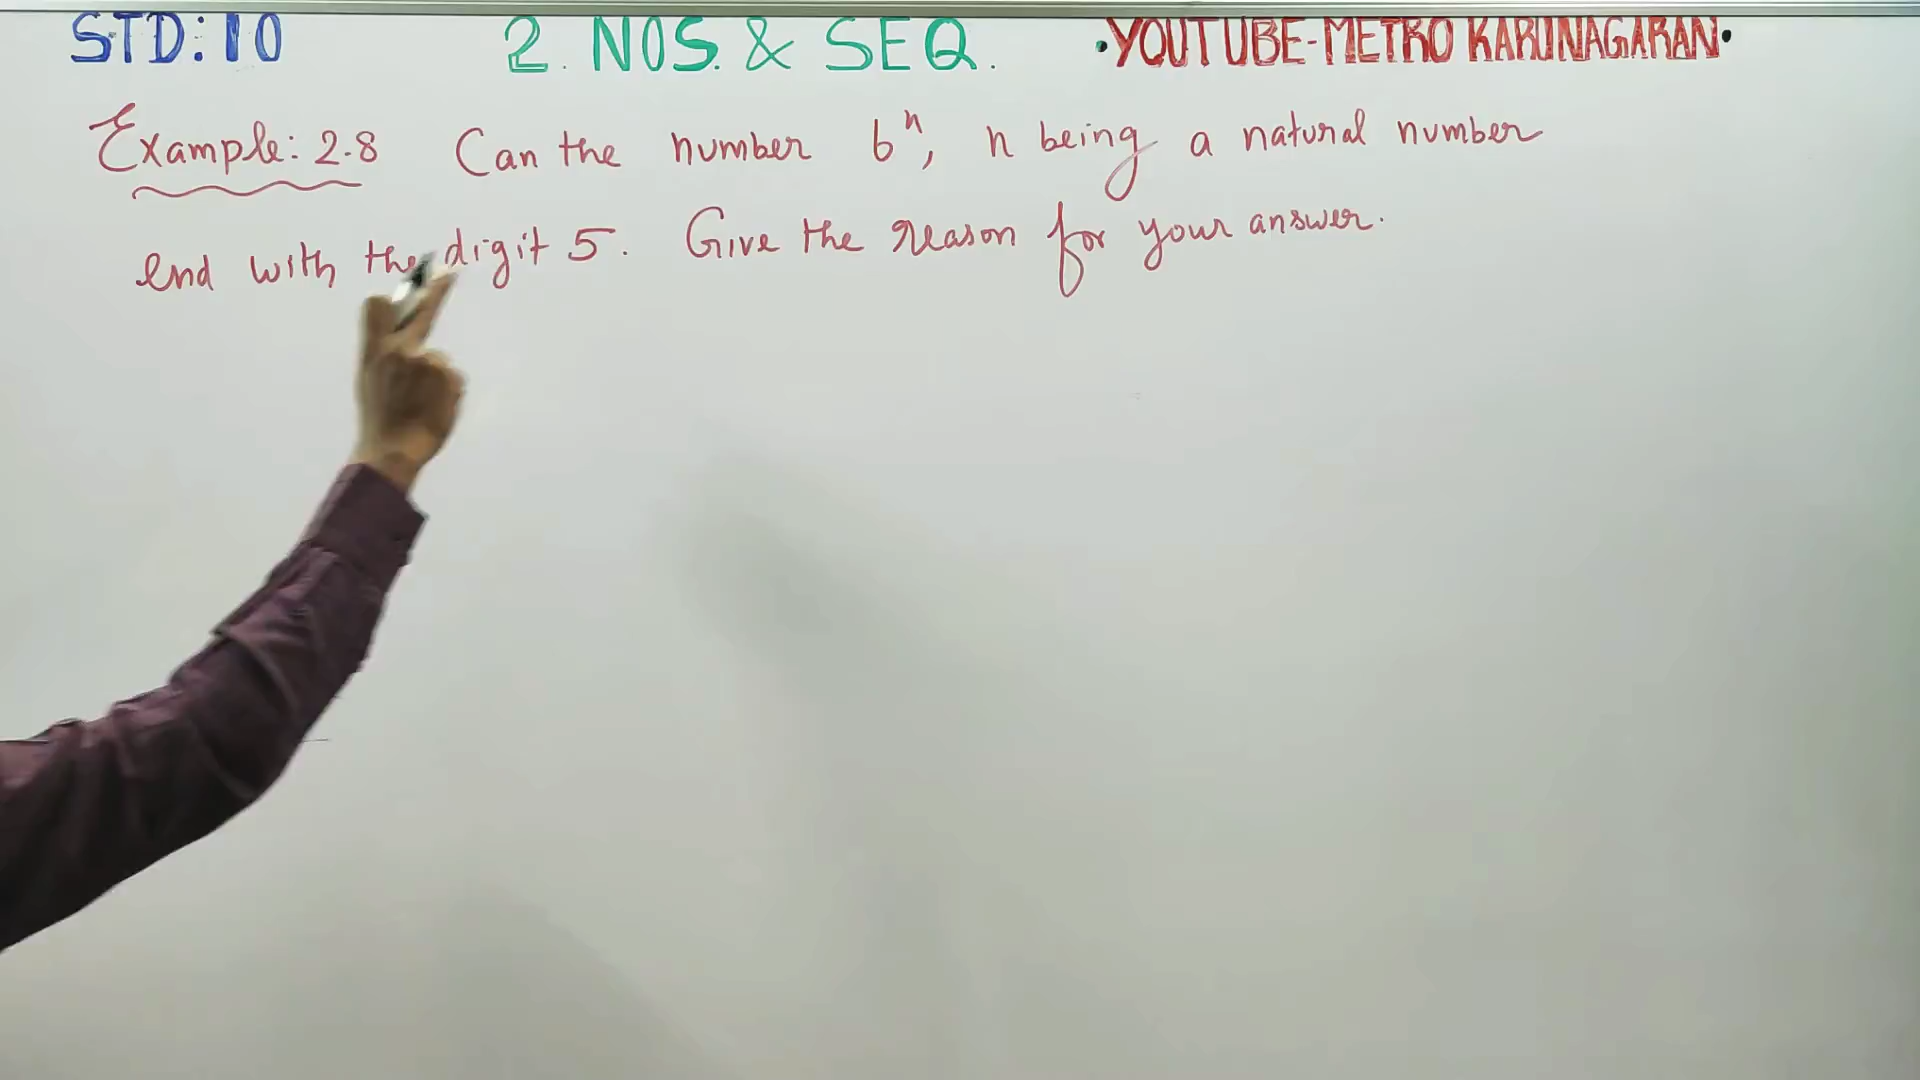 STD: 10 2. NOS. & SEQ. • YOUTUBE-METRO KARUNAGARAN •
Example: 2.8 Can the number 6ⁿ, n being a natural number
end with the digit 5. Give the reason for your answer.